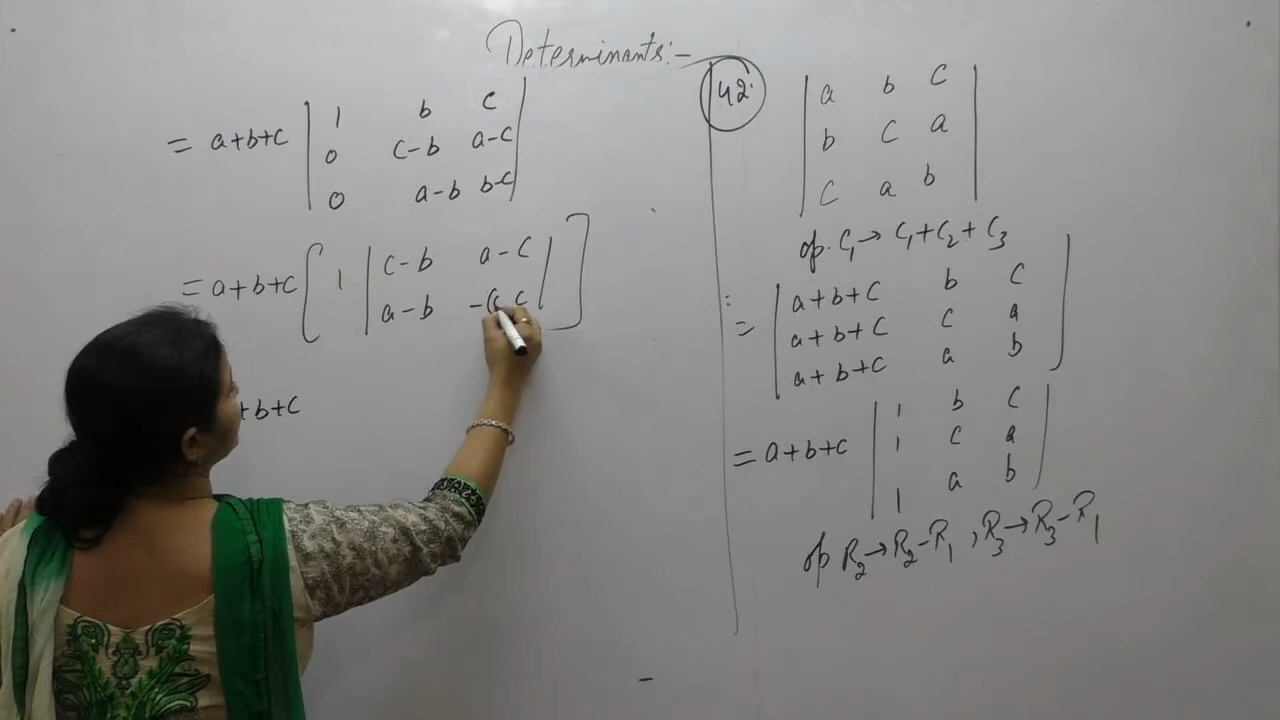 Determinants:-
= a+b+c | 1 b c |
| 0 c-b a-c |
| 0 a-b b-c |
= a+b+c [ 1 | c-b a-c | ]
| a-b c |
+b+c
42.
| a b c |
| b c a |
| c a b |
op. C₁→ C₁+C₂+C₃
= | a+b+c b c |
| a+b+c c a |
| a+b+c a b |
= a+b+c | 1 b c |
| 1 c a |
| 1 a b |
op R₂→R₂-R₁, R₃→R₃-R₁